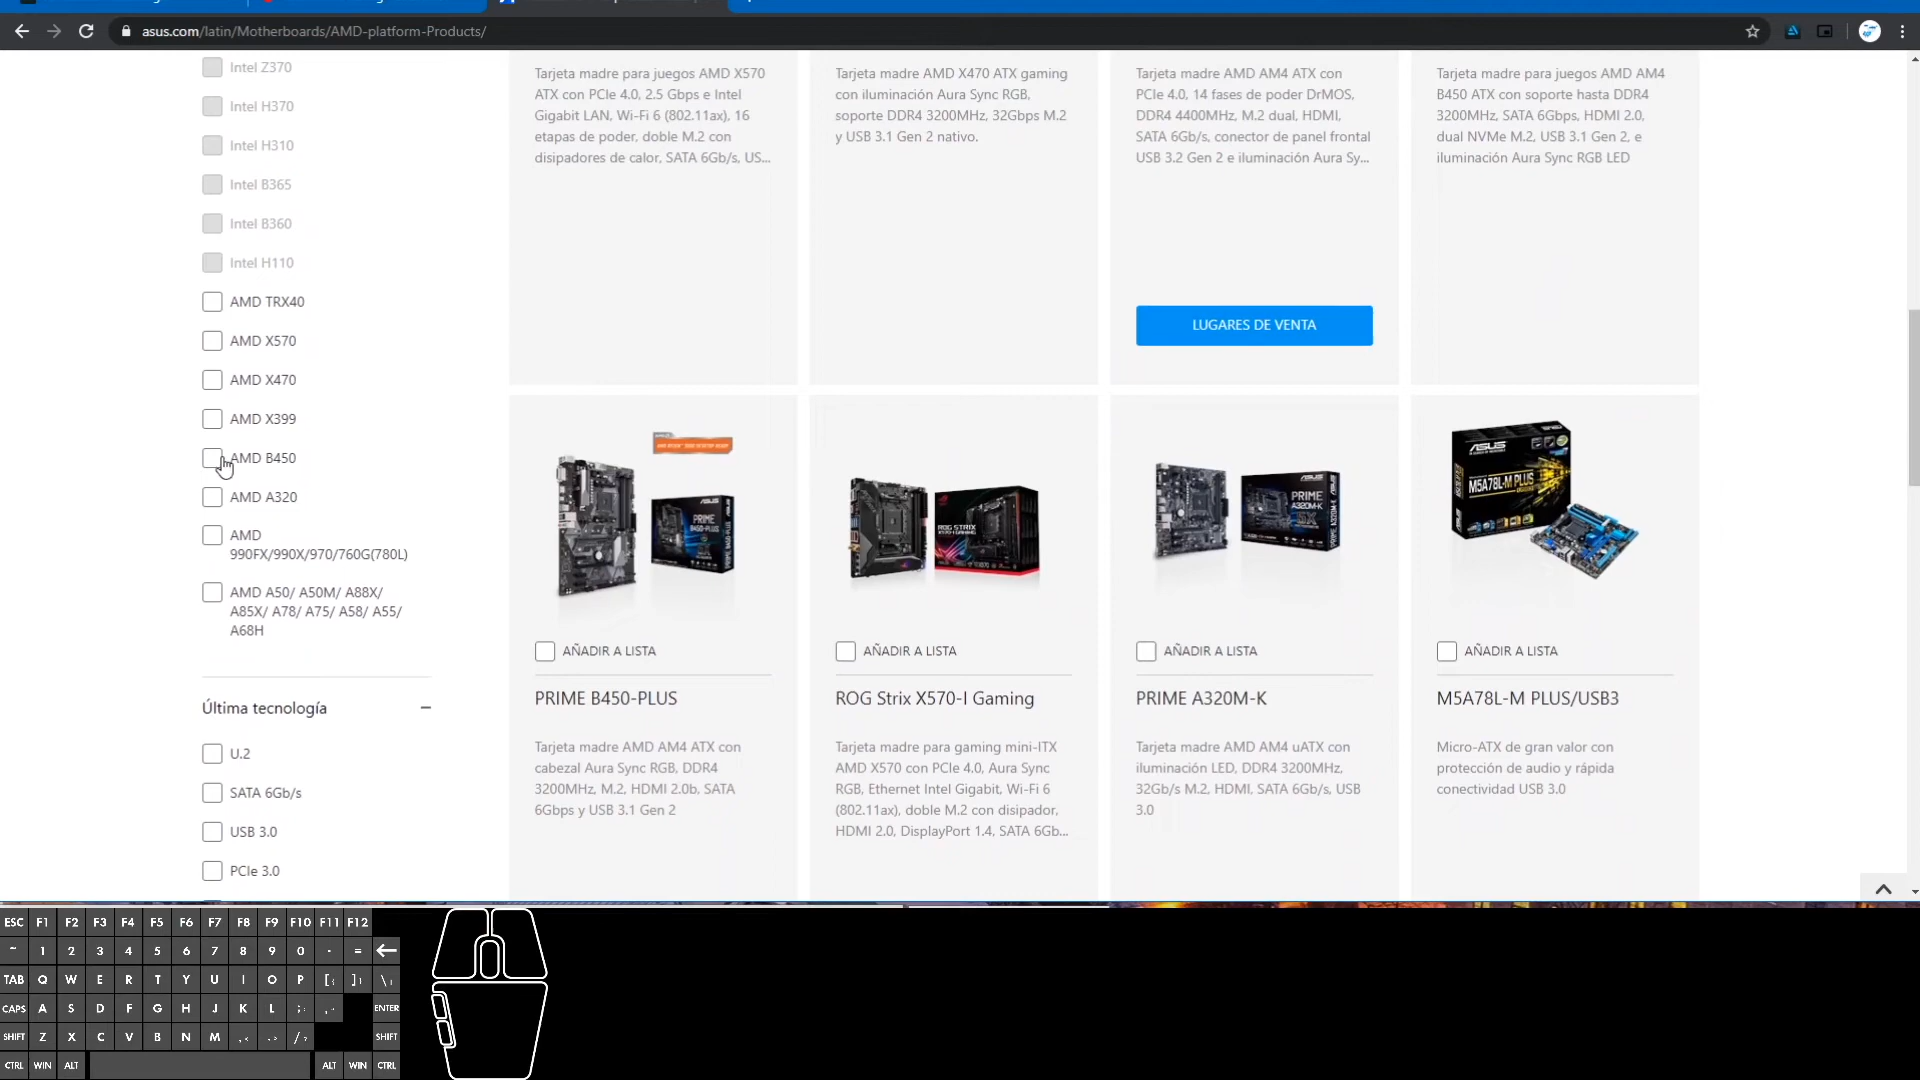 asus.com/latin/Motherboards/AMD-platform-Products/
Intel Z370
Intel H370
Intel H310
Intel B365
Intel B360
Intel H110
AMD TRX40
AMD X570
AMD X470
AMD X399
AMD B450
AMD A320
AMD
990FX/990X/970/760G(780L)
AMD A50/ A50M/ A88X/
A85X/ A78/ A75/ A58/ A55/
A68H
Última tecnología
U.2
SATA 6Gb/s
USB 3.0
PCIe 3.0
Tarjeta madre para juegos AMD X570
ATX con PCIe 4.0, 2.5 Gbps e Intel
Gigabit LAN, Wi-Fi 6 (802.11ax), 16
etapas de poder, doble M.2 con
disipadores de calor, SATA 6Gb/s, US...
Tarjeta madre AMD X470 ATX gaming
con iluminación Aura Sync RGB,
soporte DDR4 3200MHz, 32Gbps M.2
y USB 3.1 Gen 2 nativo.
Tarjeta madre AMD AM4 ATX con
PCIe 4.0, 14 fases de poder DrMOS,
DDR4 4400MHz, M.2 dual, HDMI,
SATA 6Gb/s, conector de panel frontal
USB 3.2 Gen 2 e iluminación Aura Sy...
LUGARES DE VENTA
Tarjeta madre para juegos AMD AM4
B450 ATX con soporte hasta DDR4
3200MHz, SATA 6Gbps, HDMI 2.0,
dual NVMe M.2, USB 3.1 Gen 2, e
iluminación Aura Sync RGB LED
PRIME
B450-PLUS
AÑADIR A LISTA
PRIME B450-PLUS
Tarjeta madre AMD AM4 ATX con
cabezal Aura Sync RGB, DDR4
3200MHz, M.2, HDMI 2.0b, SATA
6Gbps y USB 3.1 Gen 2
ROG STRIX
AÑADIR A LISTA
ROG Strix X570-I Gaming
Tarjeta madre para gaming mini-ITX
AMD X570 con PCIe 4.0, Aura Sync
RGB, Ethernet Intel Gigabit, Wi-Fi 6
(802.11ax), doble M.2 con disipador,
HDMI 2.0, DisplayPort 1.4, SATA 6Gb...
PRIME
A320M-K
AÑADIR A LISTA
PRIME A320M-K
Tarjeta madre AMD AM4 uATX con
iluminación LED, DDR4 3200MHz,
32Gb/s M.2, HDMI, SATA 6Gb/s, USB
3.0
ASUS
M5A78L-M PLUS
AÑADIR A LISTA
M5A78L-M PLUS/USB3
Micro-ATX de gran valor con
protección de audio y rápida
conectividad USB 3.0
ESC F1 F2 F3 F4 F5 F6 F7 F8 F9 F10 F11 F12
~ 1 2 3 4 5 6 7 8 9 0 - =
TAB Q W E R T Y U I O P [{ ]} \|
CAPS A S D F G H J K L ;: ENTER
SHIFT Z X C V B N M ,< .> /? SHIFT
CTRL WIN ALT ALT WIN CTRL